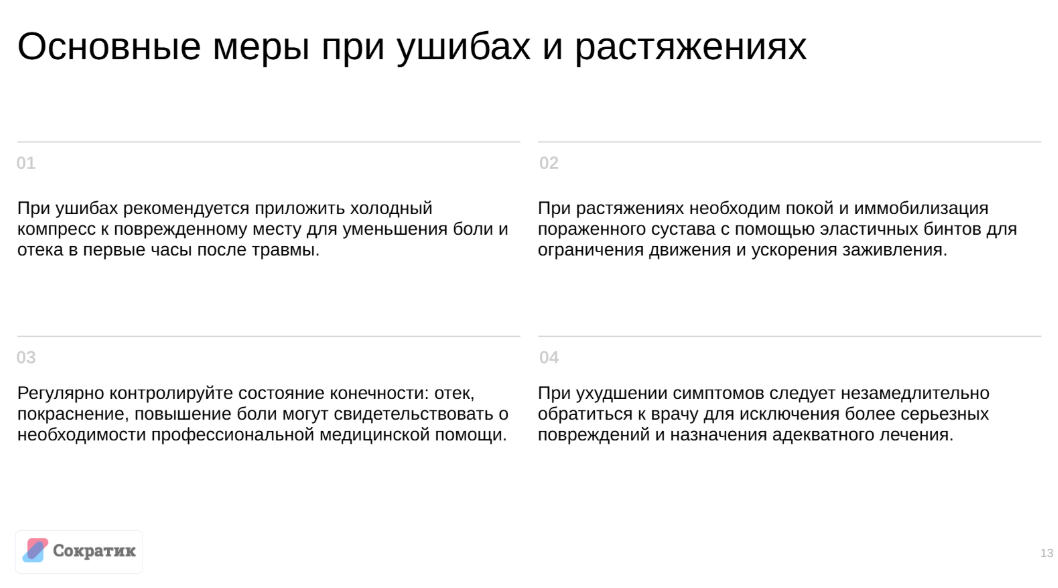 Основные меры при ушибах и растяжениях
01
При ушибах рекомендуется приложить холодный
компресс к поврежденному месту для уменьшения боли и
отека в первые часы после травмы.
02
При растяжениях необходим покой и иммобилизация
пораженного сустава с помощью эластичных бинтов для
ограничения движения и ускорения заживления.
03
Регулярно контролируйте состояние конечности: отек,
покраснение, повышение боли могут свидетельствовать о
необходимости профессиональной медицинской помощи.
04
При ухудшении симптомов следует незамедлительно
обратиться к врачу для исключения более серьезных
повреждений и назначения адекватного лечения.
Сократик
13